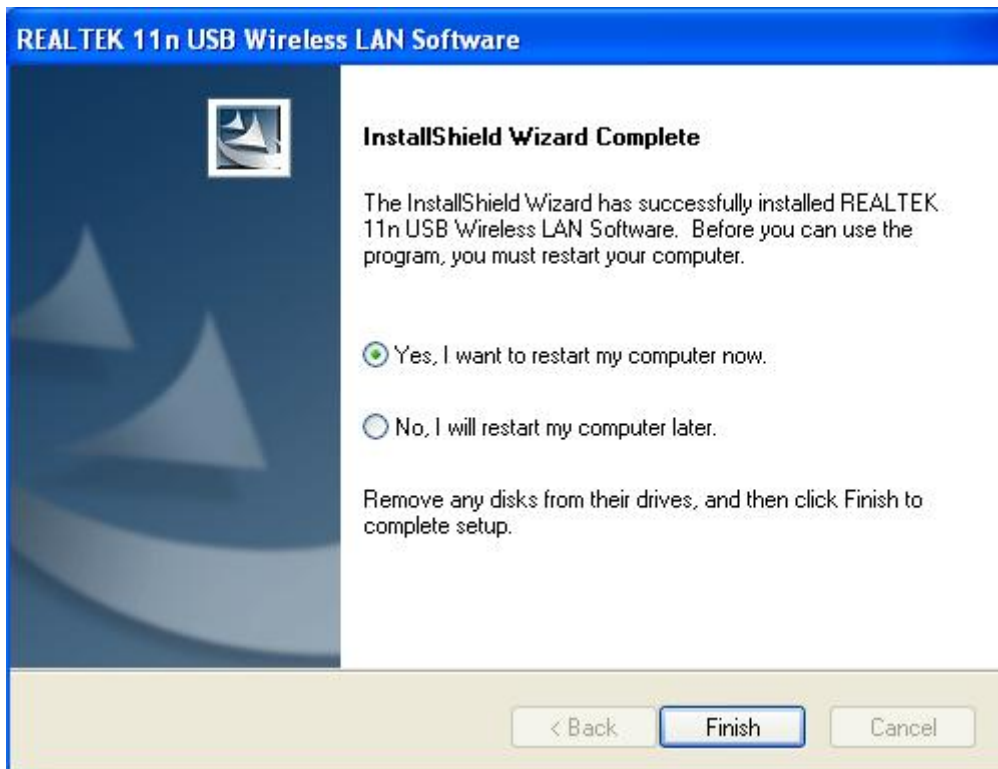 REALTEK 11n USB Wireless LAN Software
InstallShield Wizard Complete
The InstallShield Wizard has successfully installed REALTEK
11n USB Wireless LAN Software.  Before you can use the
program, you must restart your computer.
Yes, I want to restart my computer now.
No, I will restart my computer later.
Remove any disks from their drives, and then click Finish to
complete setup.
< Back
Finish
Cancel